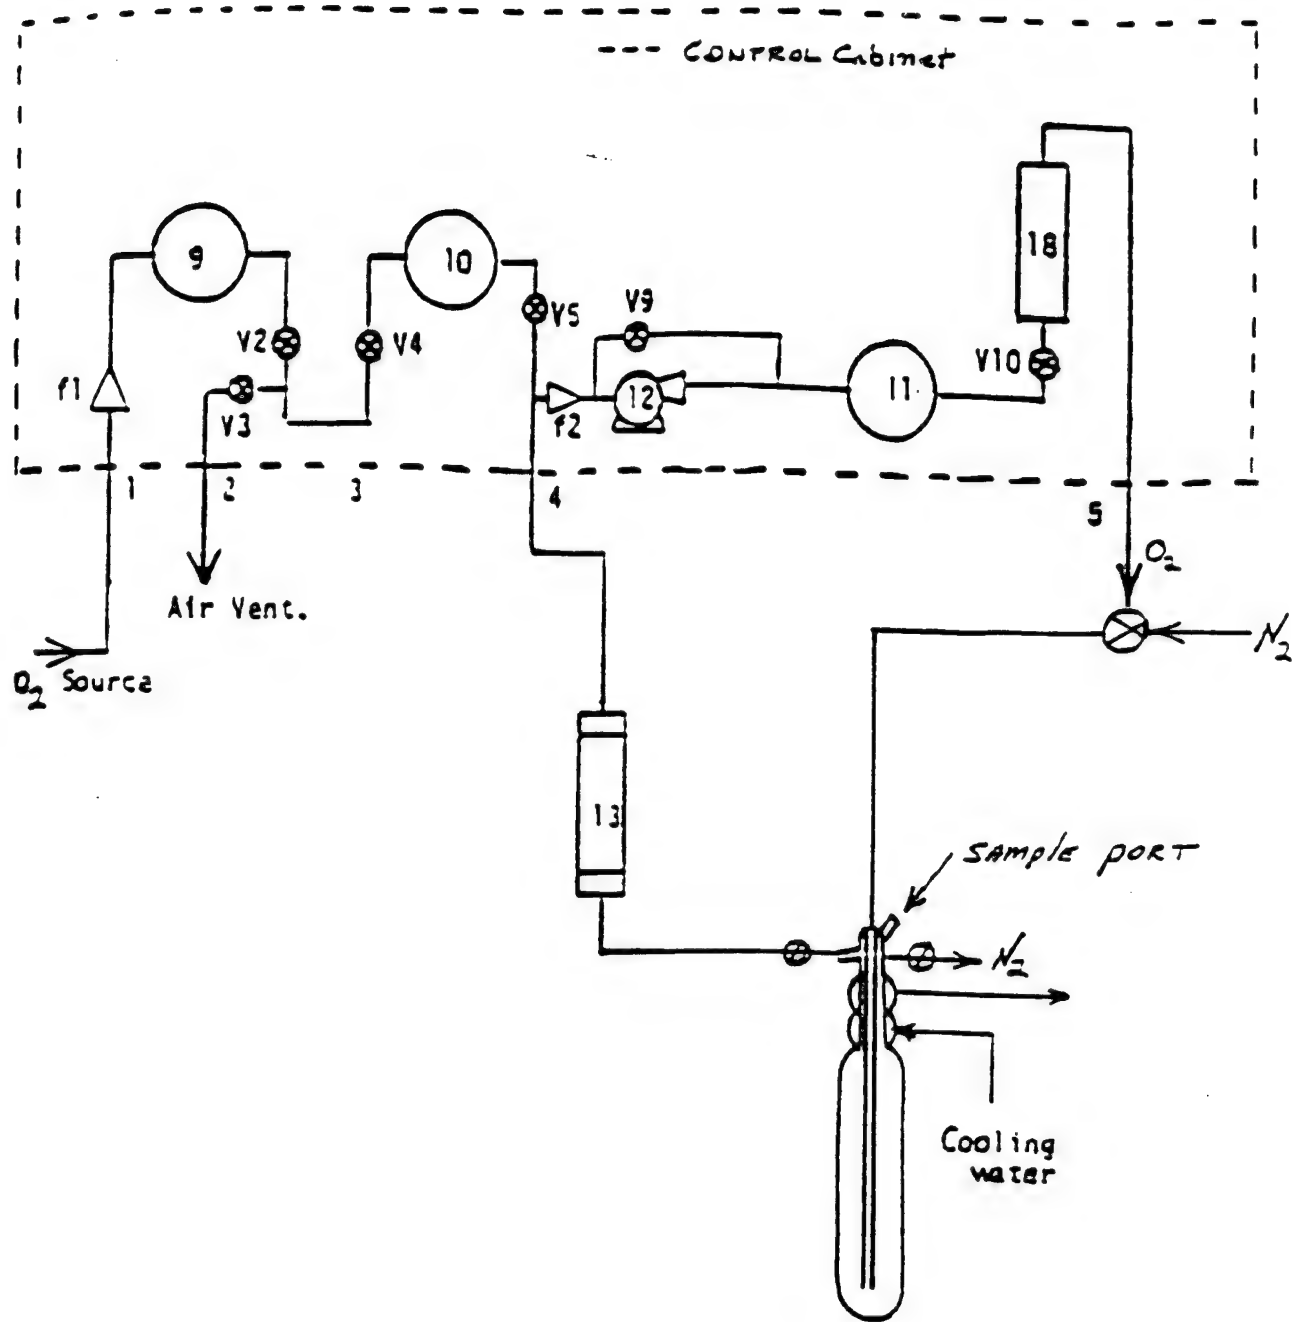 --- CONTROL Cabinet
9
10
18
V2
V4
V5
V9
V10
f1
V3
f2
12
11
1
2
3
4
5
O2
Air Vent.
N2
O2 Source
13
SAMPLE PORT
N2
Cooling
water